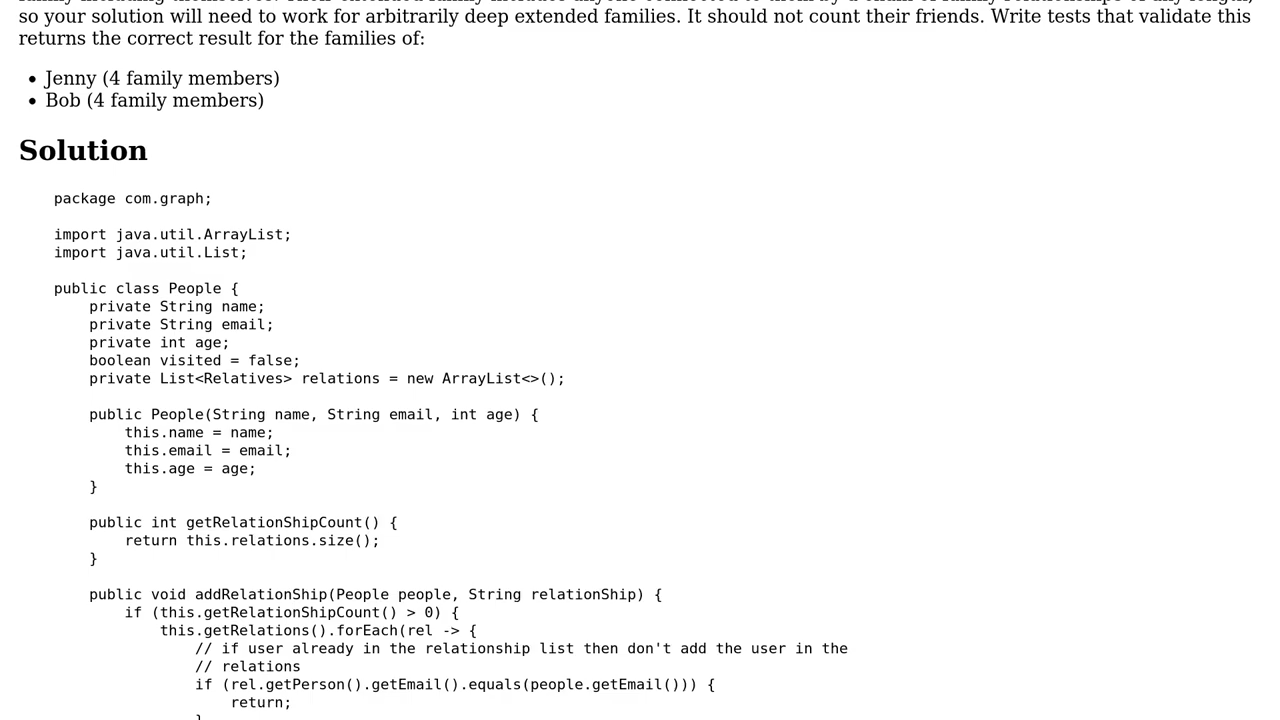 so your solution will need to work for arbitrarily deep extended families. It should not count their friends. Write tests that validate this
returns the correct result for the families of:
• Jenny (4 family members)
• Bob (4 family members)
Solution
package com.graph;
import java.util.ArrayList;
import java.util.List;
public class People {
private String name;
private String email;
private int age;
boolean visited = false;
private List<Relatives> relations = new ArrayList<>();
public People(String name, String email, int age) {
this.name = name;
this.email = email;
this.age = age;
}
public int getRelationShipCount() {
return this.relations.size();
}
public void addRelationShip(People people, String relationShip) {
if (this.getRelationShipCount() > 0) {
this.getRelations().forEach(rel -> {
// if user already in the relationship list then don't add the user in the
// relations
if (rel.getPerson().getEmail().equals(people.getEmail())) {
return;
}